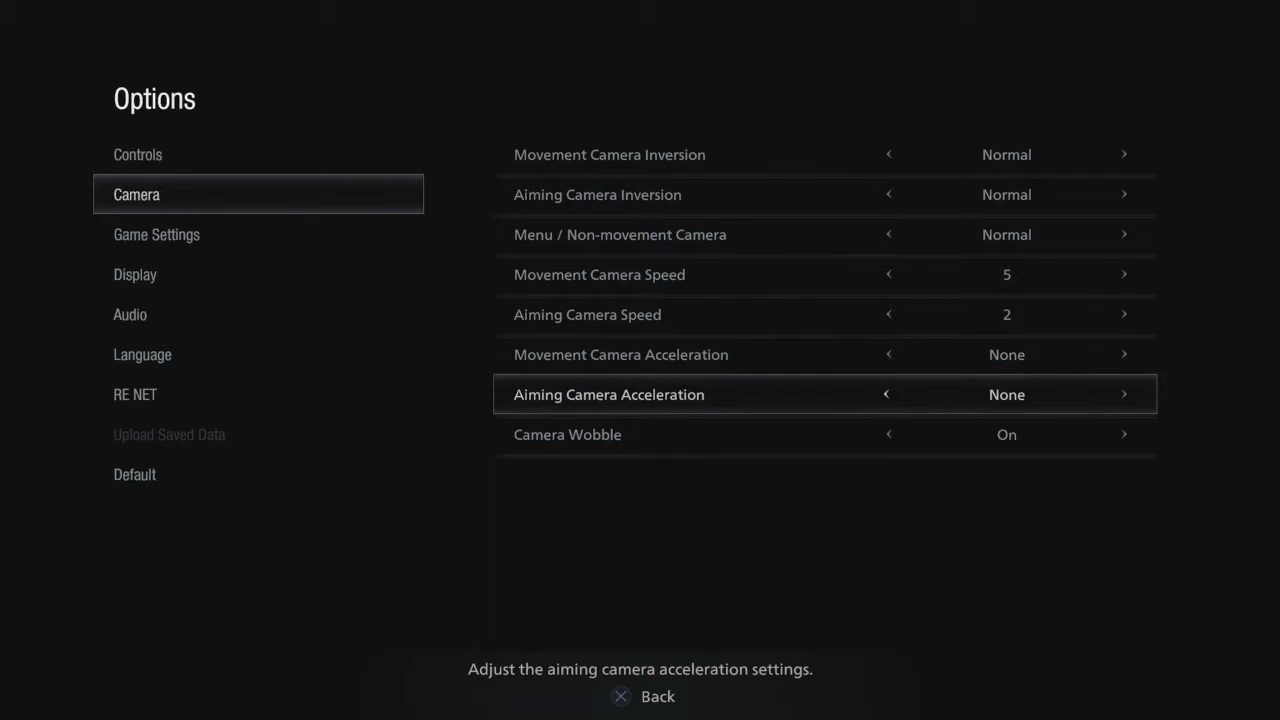 Options
Controls
Camera
Game Settings
Display
Audio
Language
RE NET
Upload Saved Data
Default
Movement Camera Inversion Normal
Aiming Camera Inversion Normal
Menu / Non-movement Camera Normal
Movement Camera Speed 5
Aiming Camera Speed 2
Movement Camera Acceleration None
Aiming Camera Acceleration None
Camera Wobble On
Adjust the aiming camera acceleration settings.
Back